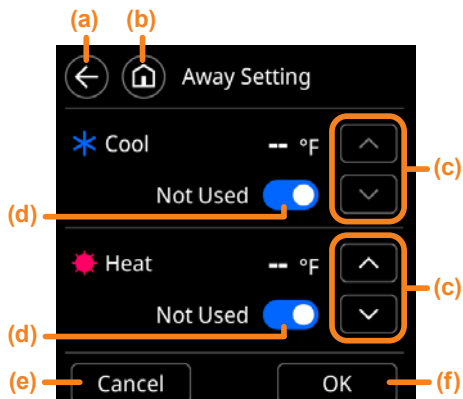 (a) (b)
Away Setting
Cool -- °F
(c)
Not Used
(d)
Heat -- °F
(c)
Not Used
(d)
(e) Cancel OK (f)